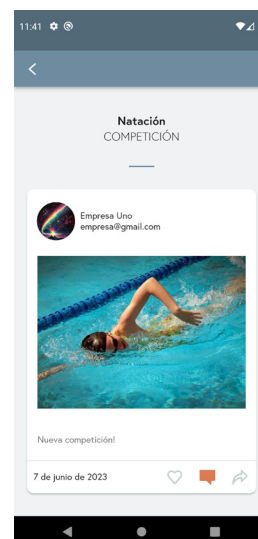 11:41
Natación
COMPETICIÓN
Empresa Uno
empresa@gmail.com
Nueva competición!
7 de junio de 2023